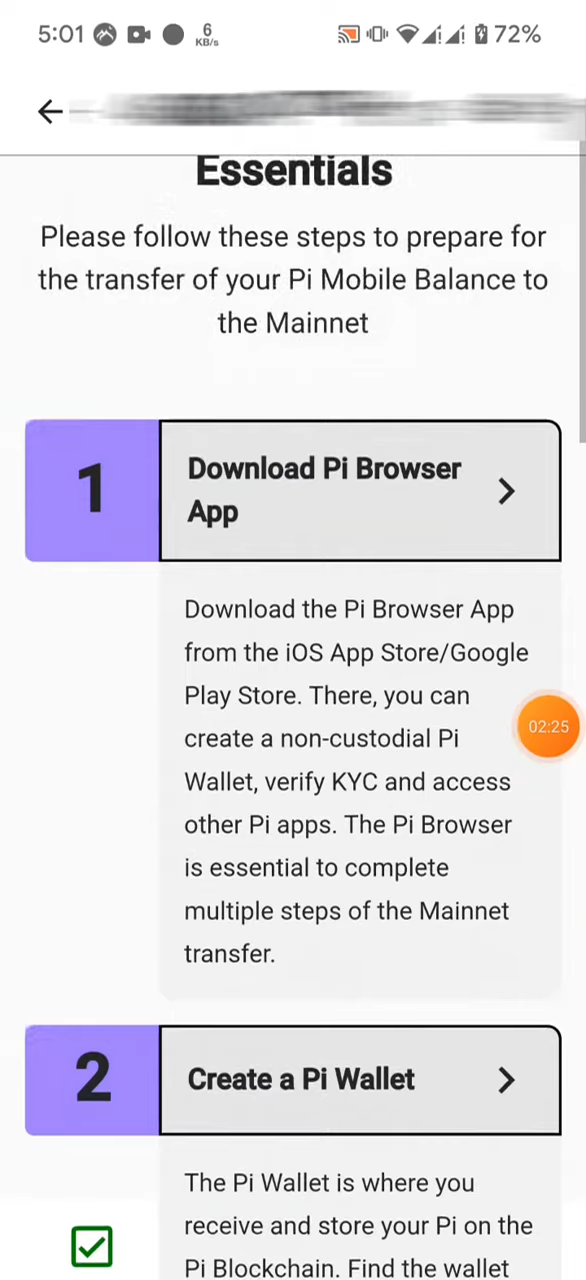 5:01 6 KB/s 72%
Essentials
Please follow these steps to prepare for
the transfer of your Pi Mobile Balance to
the Mainnet
1
Download Pi Browser
App
Download the Pi Browser App
from the iOS App Store/Google
Play Store. There, you can
create a non-custodial Pi
Wallet, verify KYC and access
other Pi apps. The Pi Browser
is essential to complete
multiple steps of the Mainnet
transfer.
02:25
2
Create a Pi Wallet
The Pi Wallet is where you
receive and store your Pi on the
Pi Blockchain. Find the wallet